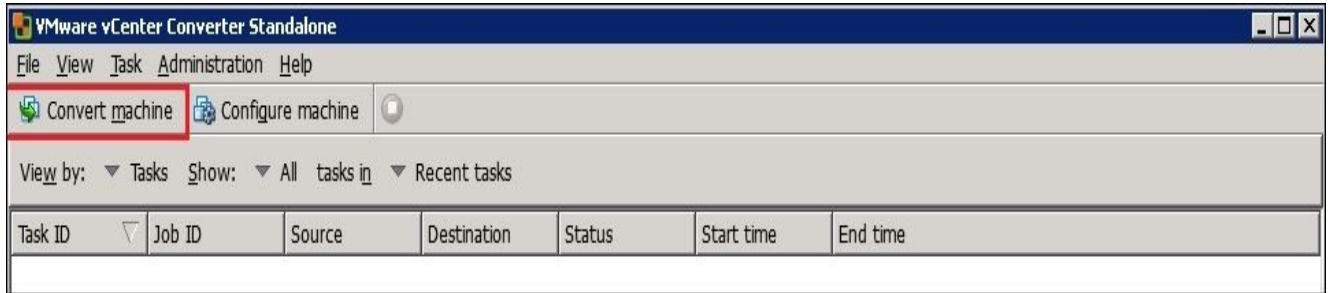 VMware vCenter Converter Standalone
File View Task Administration Help
Convert machine Configure machine
View by: Tasks Show: All tasks in Recent tasks
Task ID Job ID Source Destination Status Start time End time